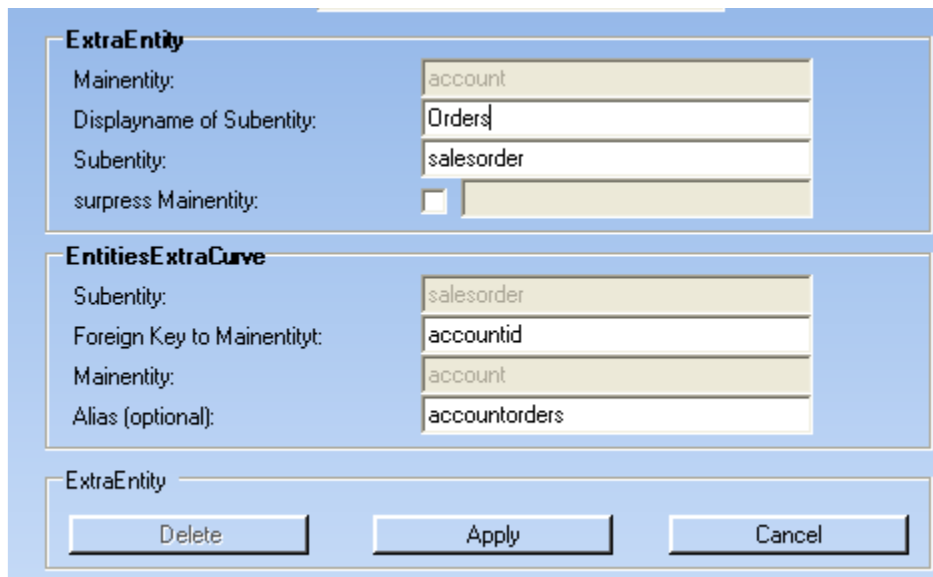 ExtraEntity
Mainentity: account
Displayname of Subentity: Orders
Subentity: salesorder
surpress Mainentity:
EntitiesExtraCurve
Subentity: salesorder
Foreign Key to Mainentityt: accountid
Mainentity: account
Alias (optional): accountorders
ExtraEntity
Delete Apply Cancel